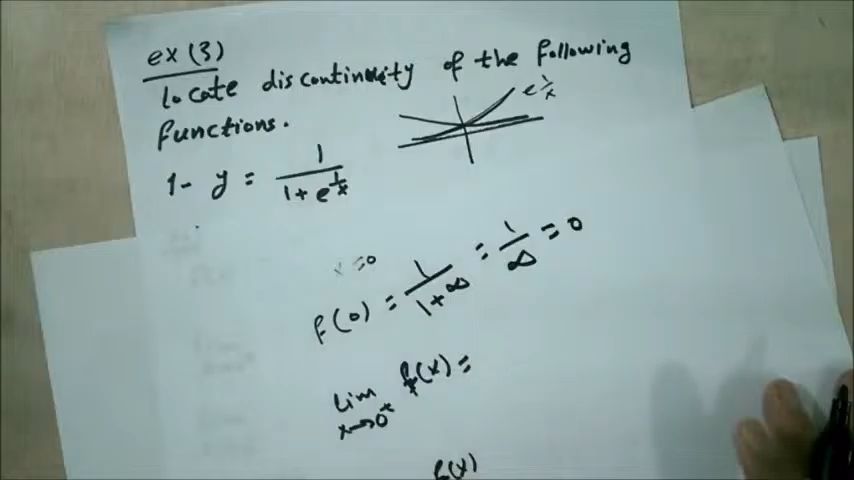 ex (3)
locate discontinuity of the following
functions.
e^1/x
1- y = 1/(1+e^1/x)
x=0
f(0) = 1/(1+∞) = 1/∞ = 0
lim x→0⁺ f(x) =
f(x)